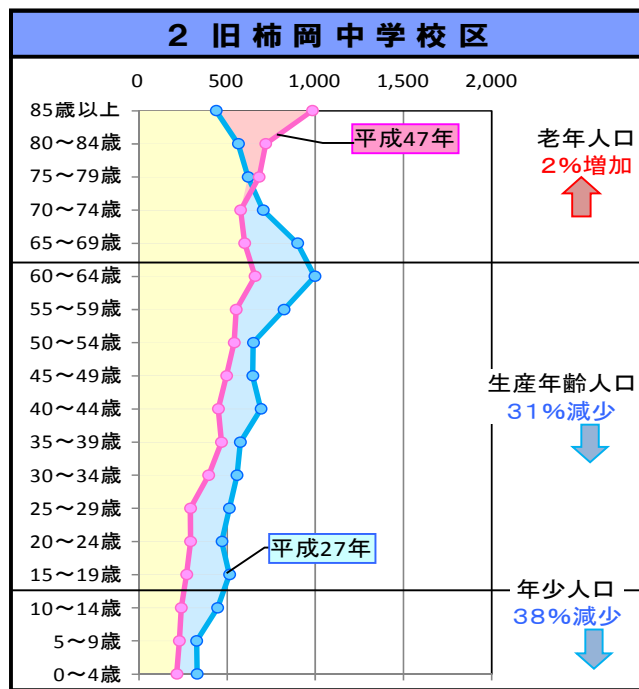 2 旧柿岡中学校区
0 500 1,000 1,500 2,000
85歳以上
80～84歳
75～79歳
70～74歳
65～69歳
60～64歳
55～59歳
50～54歳
45～49歳
40～44歳
35～39歳
30～34歳
25～29歳
20～24歳
15～19歳
10～14歳
5～9歳
0～4歳
平成47年
平成27年
老年人口
2%増加
生産年齢人口
31%減少
年少人口
38%減少